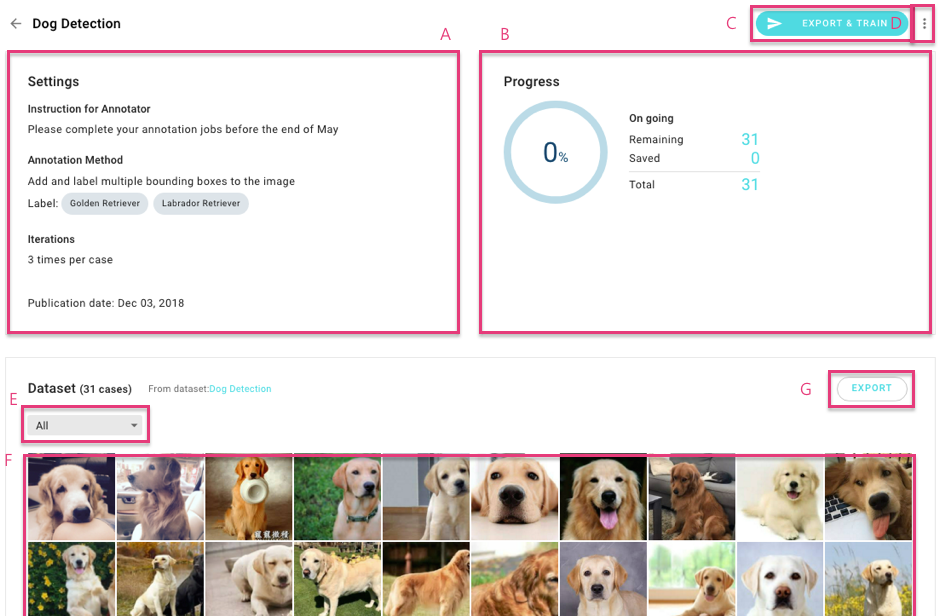 Dog Detection
C
EXPORT & TRAIN
D
A
B
Settings
Instruction for Annotator
Please complete your annotation jobs before the end of May
Annotation Method
Add and label multiple bounding boxes to the image
Label: Golden Retriever Labrador Retriever
Iterations
3 times per case
Publication date: Dec 03, 2018
Progress
0%
On going
Remaining 31
Saved 0
Total 31
Dataset (31 cases) From dataset:Dog Detection
G
EXPORT
E
All
F